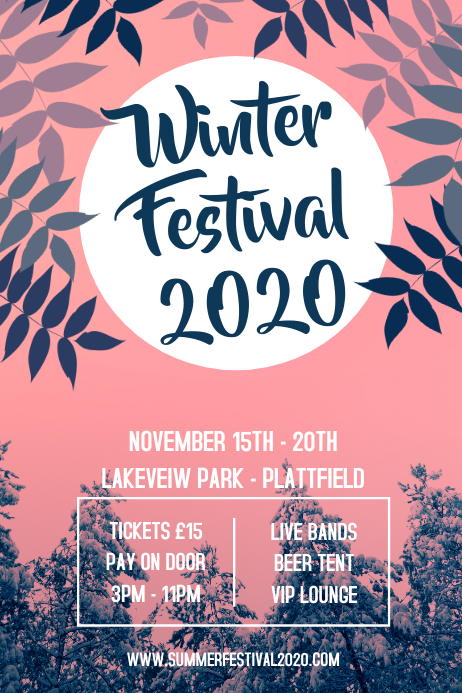 Winter
Festival
2020
NOVEMBER 15TH - 20TH
LAKEVEIW PARK - PLATTFIELD
TICKETS £15
PAY ON DOOR
3PM - 11PM
LIVE BANDS
BEER TENT
VIP LOUNGE
WWW.SUMMERFESTIVAL2020.COM